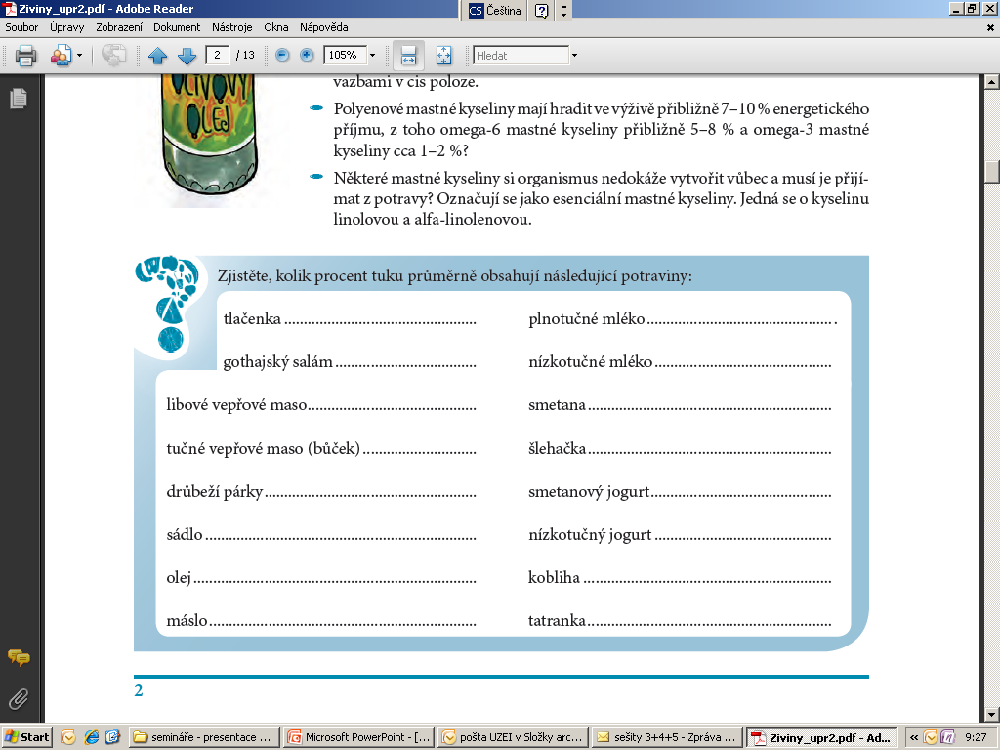 Ziviny_upr2.pdf - Adobe Reader
CS Čeština
Soubor Úpravy Zobrazení Dokument Nástroje Okna Nápověda
2 / 13 105% Hledat
OLIVOVÝ
OLEJ
vazbami v cis poloze.
Polyenové mastné kyseliny mají hradit ve výživě přibližně 7–10 % energetického
příjmu, z toho omega-6 mastné kyseliny přibližně 5–8 % a omega-3 mastné
kyseliny cca 1–2 %?
Některé mastné kyseliny si organismus nedokáže vytvořit vůbec a musí je přijí-
mat z potravy? Označují se jako esenciální mastné kyseliny. Jedná se o kyselinu
linolovou a alfa-linolenovou.
Zjistěte, kolik procent tuku průměrně obsahují následující potraviny:
tlačenka ................................................. plnotučné mléko ................................................ .
gothajský salám .................................... nízkotučné mléko .............................................
libové vepřové maso ........................................... smetana ..............................................................
tučné vepřové maso (bůček) ............................. šlehačka ..............................................................
drůbeží párky ...................................................... smetanový jogurt ..............................................
sádlo ..................................................................... nízkotučný jogurt .............................................
olej ........................................................................ kobliha ...............................................................
máslo .................................................................... tatranka ..............................................................
2
Start semináře - presentace ... Microsoft PowerPoint - [... pošta UZEI v Složky arc... sešity 3+4+5 - Zpráva ... Ziviny_upr2.pdf - Ad... « 9:27